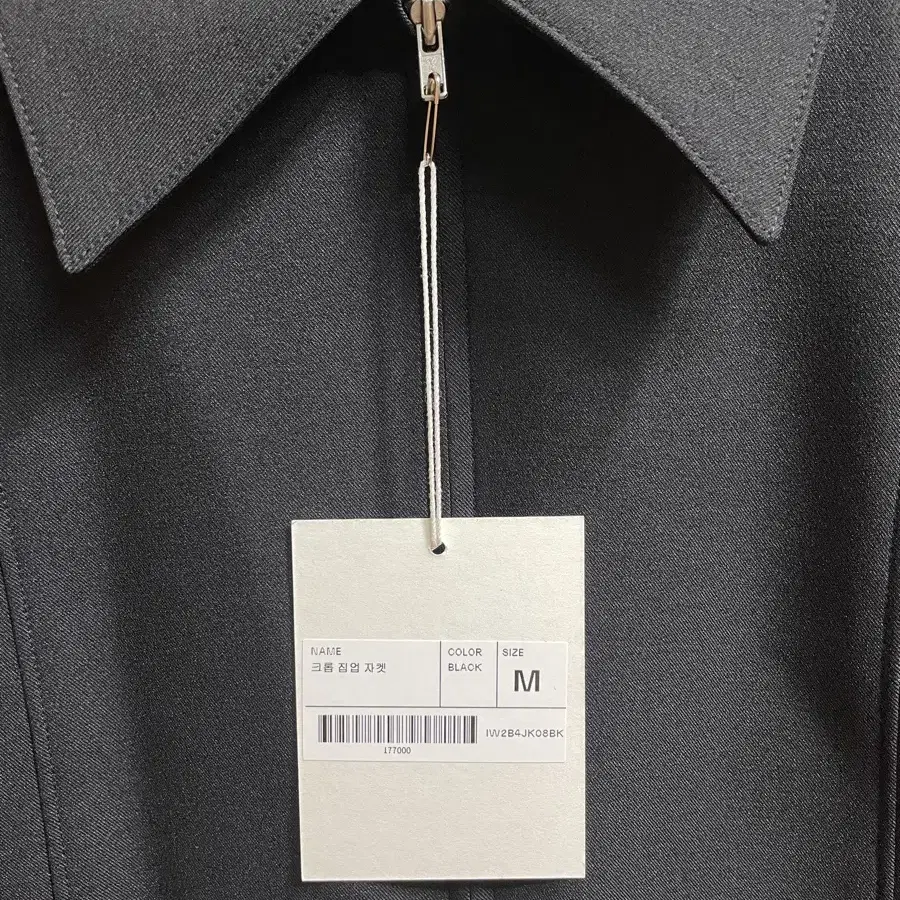 NAME
크롭 집업 자켓
COLOR
BLACK
SIZE
M
177000
IW2B4JK08BK